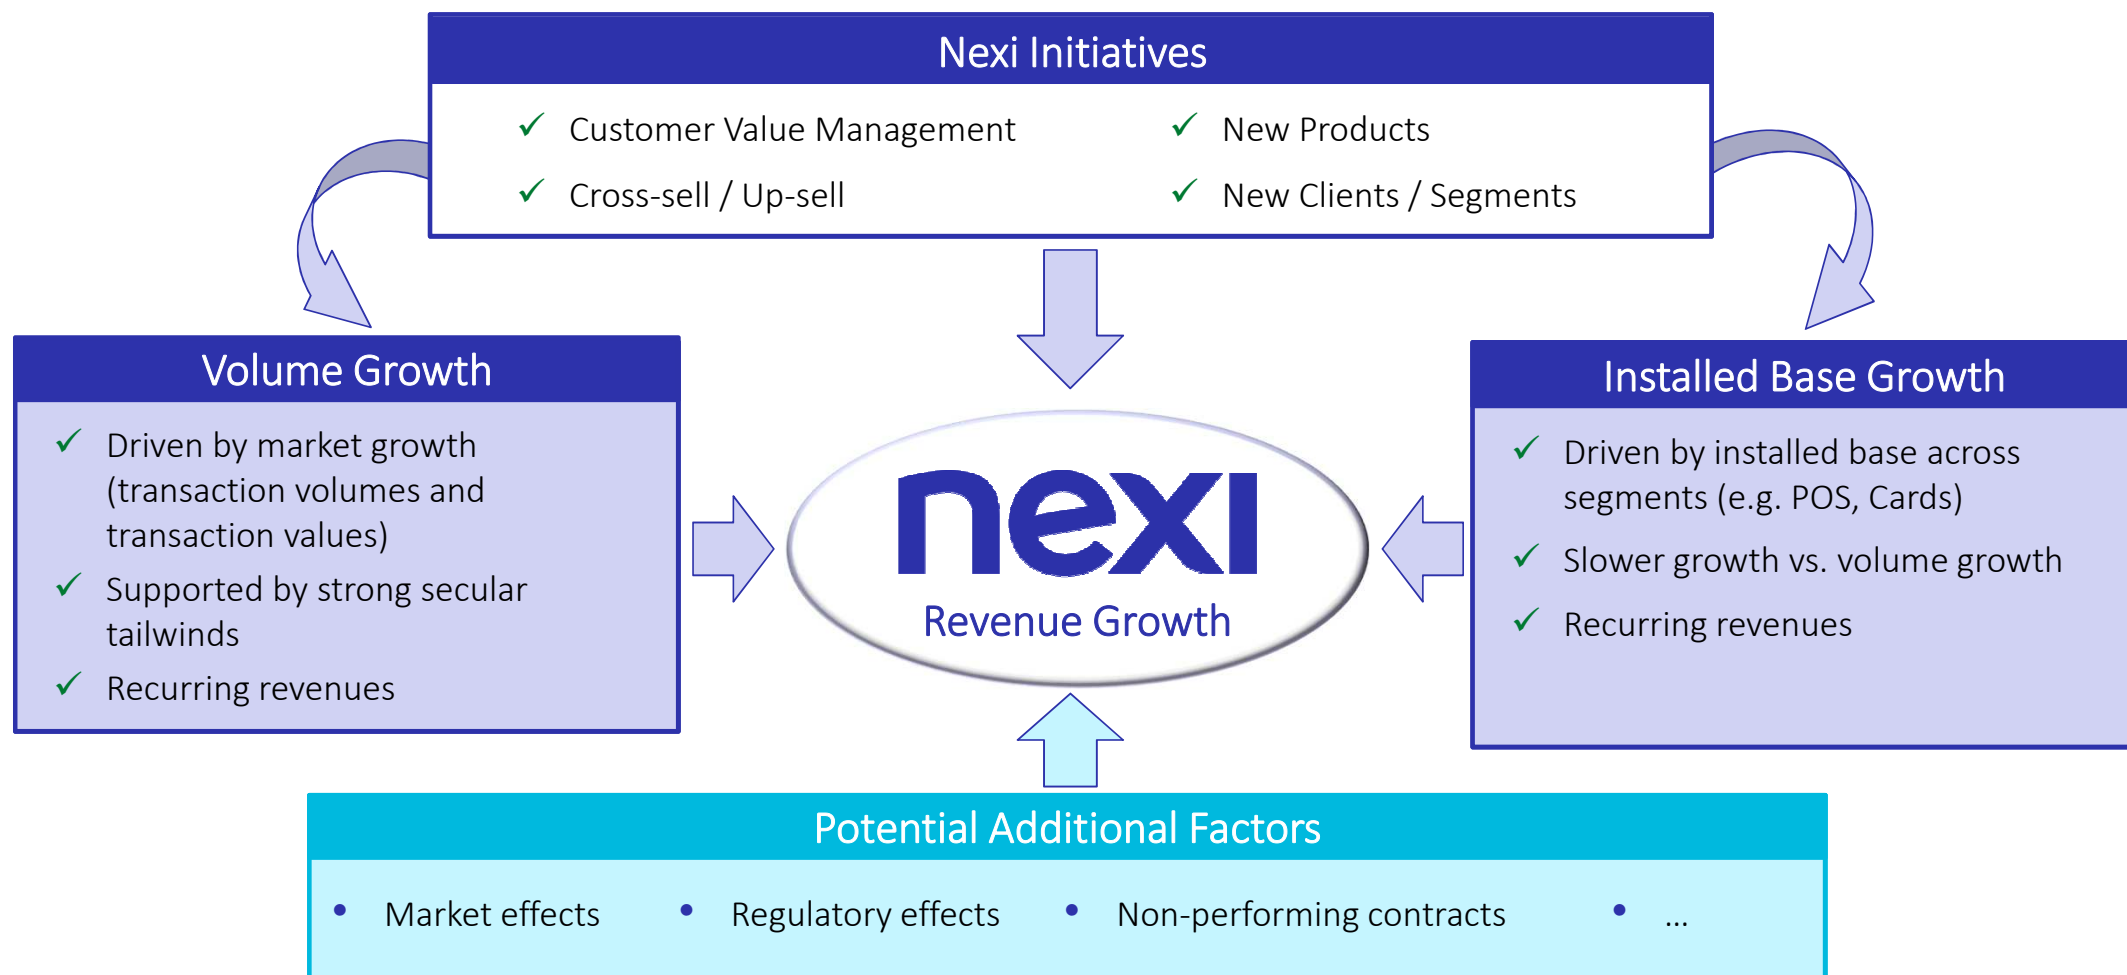 Nexi Initiatives
✓ Customer Value Management
✓ New Products
✓ Cross-sell / Up-sell
✓ New Clients / Segments
Volume Growth
✓ Driven by market growth
(transaction volumes and
transaction values)
✓ Supported by strong secular
tailwinds
✓ Recurring revenues
nexi
Revenue Growth
Installed Base Growth
✓ Driven by installed base across
segments (e.g. POS, Cards)
✓ Slower growth vs. volume growth
✓ Recurring revenues
Potential Additional Factors
• Market effects
• Regulatory effects
• Non-performing contracts
• ...